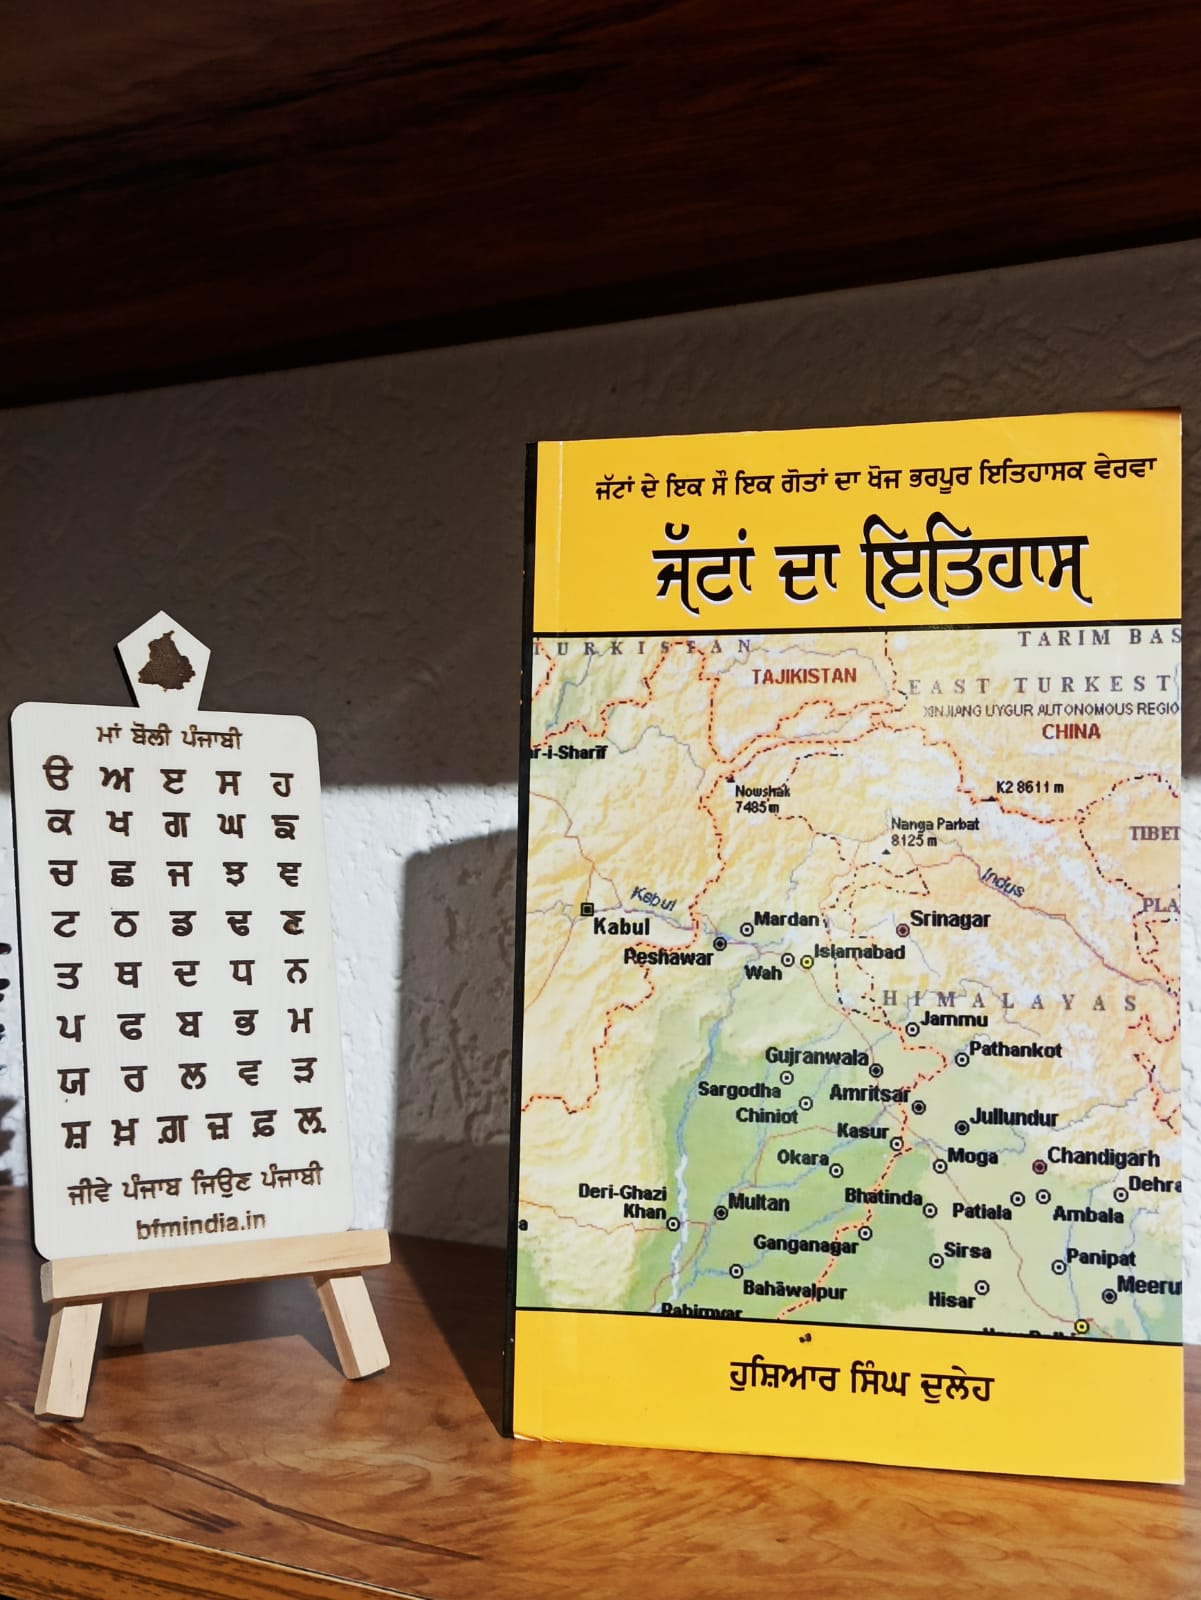 ਮਾਂ ਬੋਲੀ ਪੰਜਾਬੀ
ੳ ਅ ੲ ਸ ਹ
ਕ ਖ ਗ ਘ ਙ
ਚ ਛ ਜ ਝ ਞ
ਟ ਠ ਡ ਢ ਣ
ਤ ਥ ਦ ਧ ਨ
ਪ ਫ ਬ ਭ ਮ
ਯ ਰ ਲ ਵ ੜ
ਸ਼ ਖ਼ ਗ਼ ਜ਼ ਫ਼ ਲ਼
ਜੀਵੇ ਪੰਜਾਬ ਜਿਉਣ ਪੰਜਾਬੀ
bfmindia.in
ਜੱਟਾਂ ਦੇ ਇਕ ਸੌ ਇਕ ਗੋਤਾਂ ਦਾ ਖੋਜ ਭਰਪੂਰ ਇਤਿਹਾਸਕ ਵੇਰਵਾ
ਜੱਟਾਂ ਦਾ ਇਤਿਹਾਸ
TURKISTAN
TARIM BAS
TAJIKISTAN
EAST TURKEST
XINJIANG UYGUR AUTONOMOUS REGIO
CHINA
ar-i-Sharif
Nowshak
7485 m
K2 8611 m
Nanga Parbat
8125 m
TIBET
Indus
Kabul
PLA
Kabul
Mardan
Srinagar
Peshawar
Islamabad
Wah
HIMALAYAS
Jammu
Gujranwala
Pathankot
Sargodha
Amritsar
Chiniot
Jullundur
Kasur
Okara
Moga
Chandigarh
Deri-Ghazi
Khan
Multan
Bhatinda
Patiala
Ambala
Dehra
Ganganagar
Sirsa
Panipat
Bahāwalpur
Hisar
Meerut
ਹੁਸ਼ਿਆਰ ਸਿੰਘ ਦੁਲੇਹ